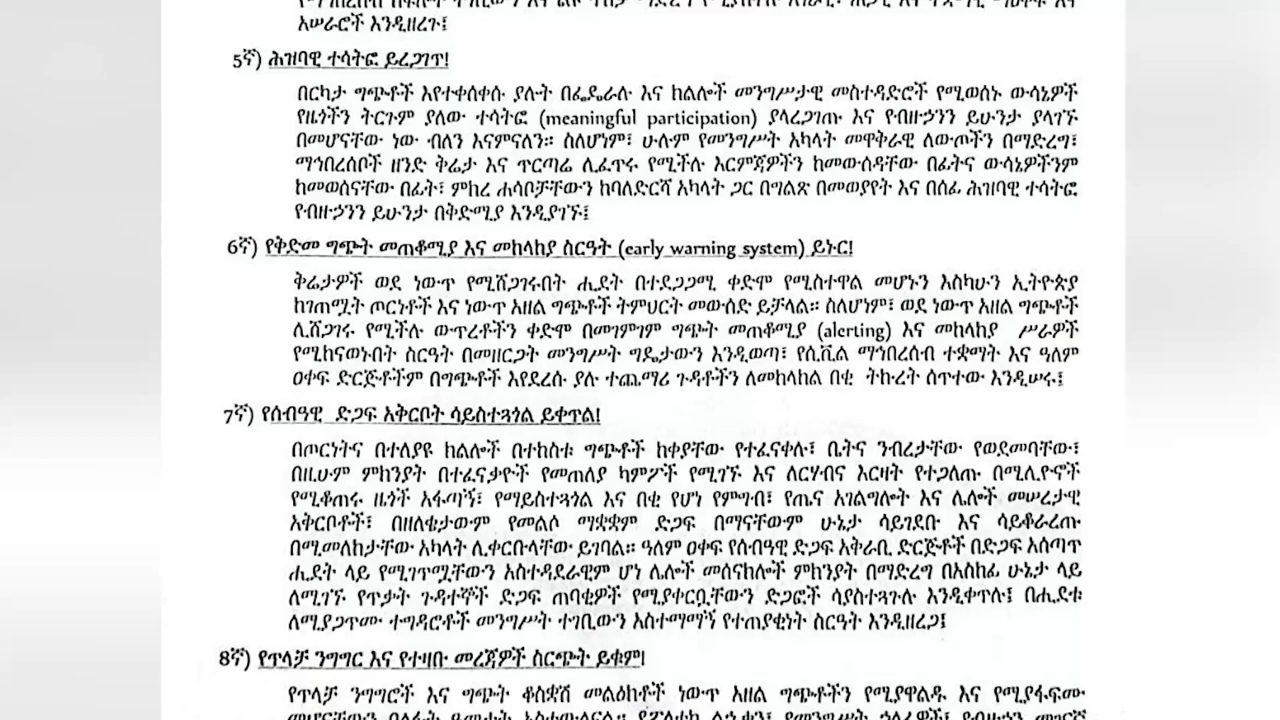 አሠራሮች እንዲዘረጉ፤
5ኛ) ሕዝባዊ ተሳትፎ ይረጋገጥ!
በርካታ ግጭቶች እየተቀሰቀሱ ያሉት በፌዴራሉ እና ከልሎች መንግሥታዊ መስተዳድሮች የሚወሰኑ ውሳኔዎች
የዜጎችን ትርጉም ያለው ተሳትፎ (meaningful participation) ያላረጋገጡ እና የብዙኃንን ይሁንታ ያላገኙ
በመሆናቸው ነው ብለን እናምናለን። ስለሆነም፣ ሁሉም የመንግሥት አካላት መዋቅራዊ ለውጦችን በማድረግ፣
ማኅበረሰቦች ዘንድ ቅሬታ እና ጥርጣሬ ሊፈጥሩ የሚችሉ እርምጃዎችን ከመውሰዳቸው በፊትና ውሳኔዎችንም
ከመወሰናቸው በፊት፣ ምክረ ሐሳቦቻቸውን ከባለድርሻ አካላት ጋር በግልጽ በመወያየት እና በሰፊ ሕዝባዊ ተሳትፎ
የብዙኃንን ይሁንታ በቅድሚያ እንዲያገኙ፤
6ኛ) የቅድመ ግጭት መጠቆሚያ እና መከላከያ ስርዓት (early warning system) ይኑር!
ቅሬታዎች ወደ ነውጥ የሚሸጋገሩበት ሒደት በተደጋጋሚ ቀድሞ የሚስተዋል መሆኑን እስካሁን ኢትዮጵያ
ከገጠሟት ጦርነቶች እና ነውጥ አዘል ግጭቶች ትምህርት መውሰድ ይቻላል። ስለሆነም፣ ወደ ነውጥ አዘል ግጭቶች
ሊሸጋገሩ የሚችሉ ውጥረቶችን ቀድሞ በመገምገም ግጭት መጠቆሚያ (alerting) እና መከላከያ ሥራዎች
የሚከናወኑበት ስርዓት በመዘርጋት መንግሥት ግዴታውን እንዲወጣ፣ የሲቪል ማኅበረሰብ ተቋማት እና ዓለም
ዐቀፍ ድርጅቶችም በግጭቶች እየደረሱ ያሉ ተጨማሪ ጉዳቶችን ለመከላከል በቂ ትኩረት ሰጥተው እንዲሠሩ፤
7ኛ) የሰብዓዊ ድጋፍ አቅርቦት ሳይስተጓጎል ይቀጥል!
በጦርነትና በተለያዩ ክልሎች በተከስቱ ግጭቶች ከቀያቸው የተፈናቀሉ፣ ቤትና ንብረታቸው የወደመባቸው፣
በዚሁም ምክንያት በተፈናቃዮች የመጠለያ ካምፖች የሚገኙ እና ለርሃብና እርዛት የተጋለጡ በሚሊዮኖች
የሚቆጠሩ ዜጎች አፋጣኝ፣ የማይስተጓጎል እና በቂ የሆነ የምግብ፣ የጤና አገልግሎት እና ሌሎች መሠረታዊ
አቅርቦቶች፣ በዘለቄታውም የመልሶ ማቋቋም ድጋፍ በማናቸውም ሁኔታ ሳይገደቡ እና ሳይቆራረጡ
በሚመለከታቸው አካላት ሊቀርቡላቸው ይገባል። ዓለም ዐቀፍ የሰብዓዊ ድጋፍ አቅራቢ ድርጅቶች በድጋፍ አሰጣጥ
ሒደት ላይ የሚገጥሟቸውን አስተዳደራዊም ሆነ ሌሎች መሰናክሎች ምክንያት በማድረግ በአስከፊ ሁኔታ ላይ
ለሚገኙ የጥቃት ጉዳተኞች ድጋፍ ጠባቂዎች የሚያቀርቧቸውን ድጋፎች ሳያስተጓጉሉ እንዲቀጥሉ፤ በሒደቱ
ለሚያጋጥሙ ተግዳሮቶች መንግሥት ተገቢውን አስተማማኝ የተጠያቂነት ስርዓት እንዲዘረጋ፤
8ኛ) የጥላቻ ንግግር እና የተዛቡ መረጃዎች ስርጭት ይቁም!
የጥላቻ ንግግሮች እና ግጭት ቆስቋሽ መልዕክቶች ነውጥ አዘል ግጭቶችን የሚያዋልዱ እና የሚያፋፍሙ